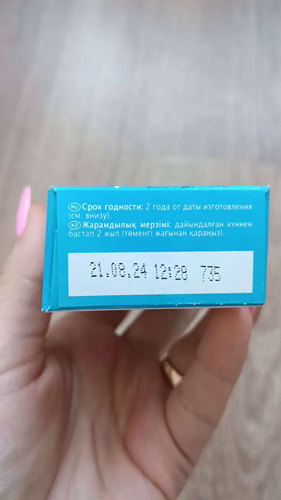 RU Срок годности: 2 года от даты изготовления
(см. внизу).
KZ Жарамдылық мерзімі: дайындалған күннен
бастап 2 жыл (төменгі жағынан қараңыз).
21.08.24 12:28 735